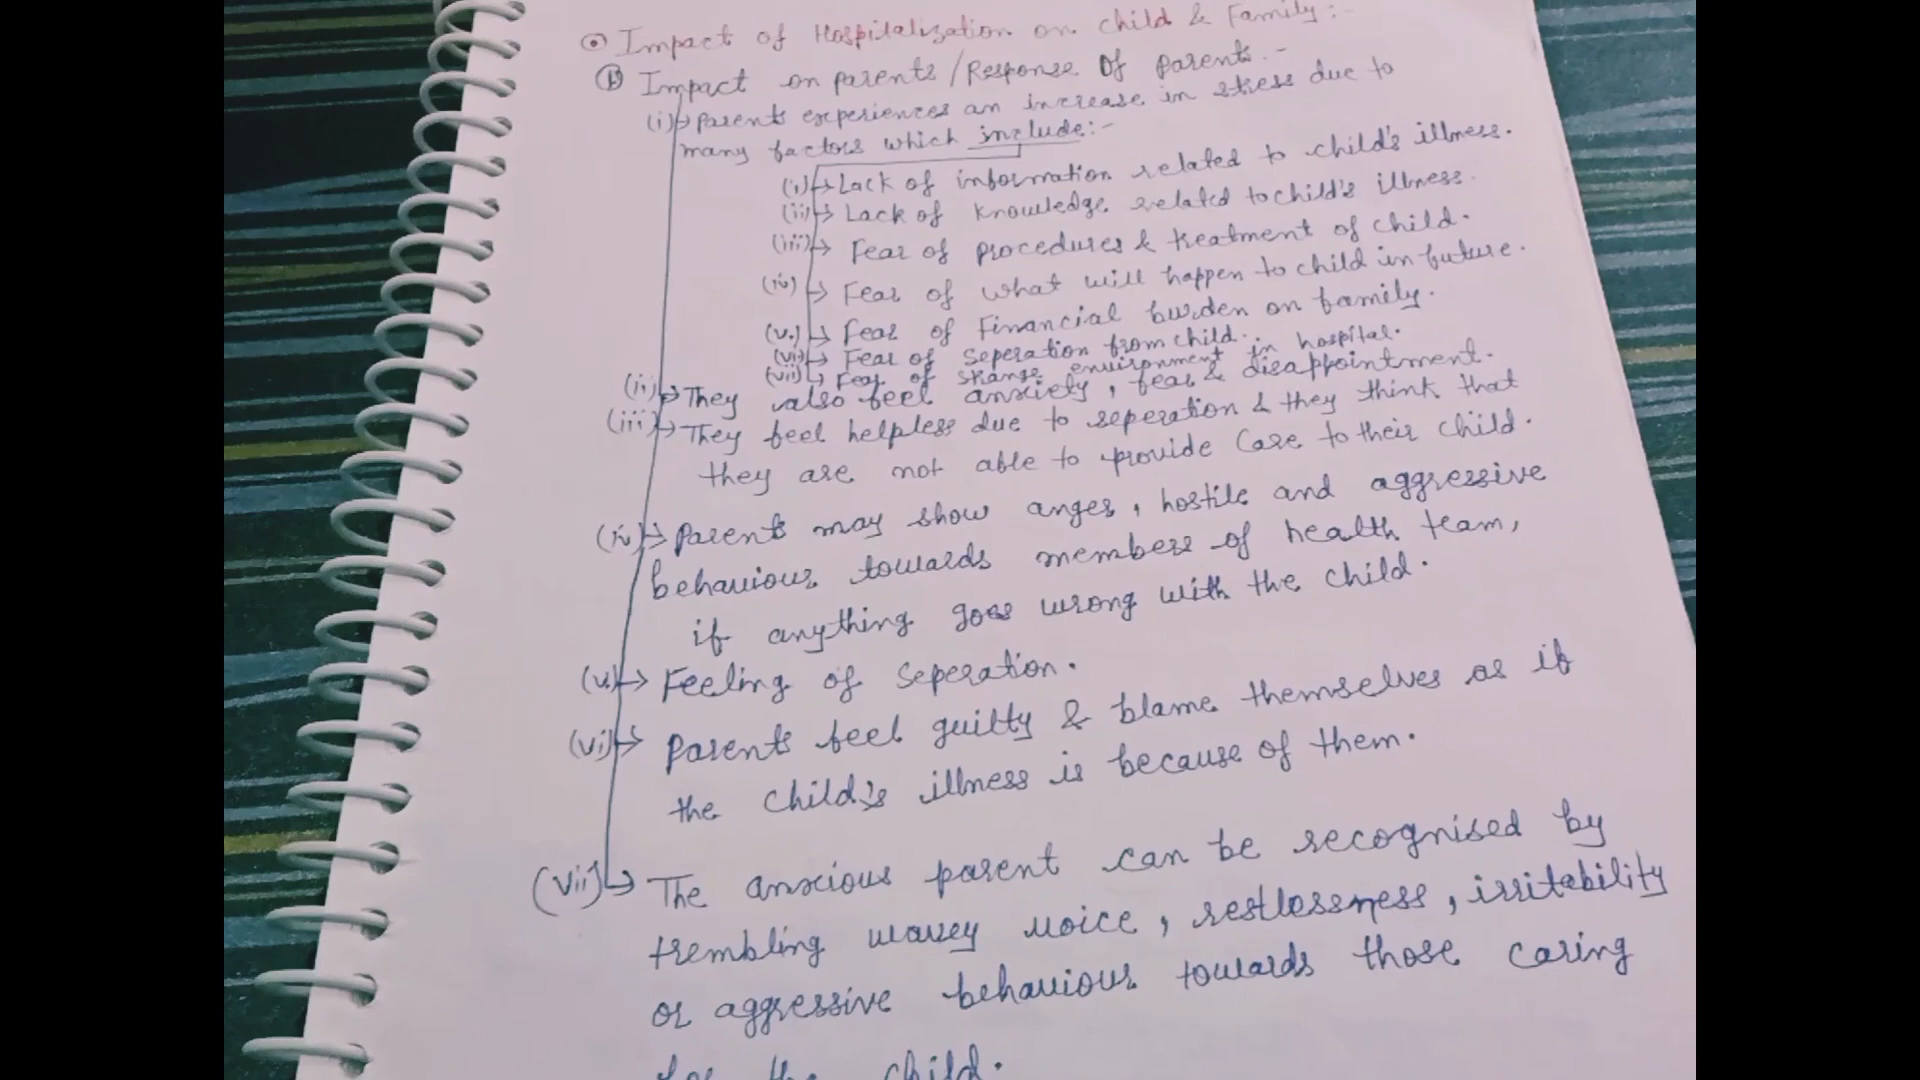 ⊙ Impact of Hospitalization on child & Family:-
(B) Impact on parents/Response Of parents:-
(i)→ Parents experiences an increase in stress due to
many factors which include:-
(i)→ Lack of information related to child's illness.
(ii)→ Lack of knowledge related to child's illness.
(iii)→ Fear of procedures & treatment of child.
(iv)→ Fear of what will happen to child in future.
(v.)→ Fear of Financial burden on family.
(vi)→ Fear of Seperation from child.
(vii)→ Fear of strange environment in hospital.
(ii)→ They also feel anxiety, fear & disappointment.
(iii)→ They feel helpless due to seperation & they think that
they are not able to provide Care to their child.
(iv)→ Parents may show anger, hostile and aggressive
behaviour towards members of health team,
if anything goes wrong with the child.
(v)→ Feeling of Seperation.
(vi)→ parents feel guilty & blame themselves as if
the child's illness is because of them.
(vii)→ The anxious parent can be recognised by
trembling wavey voice, restlessness, irritability
or aggressive behaviour towards those caring
for the child.